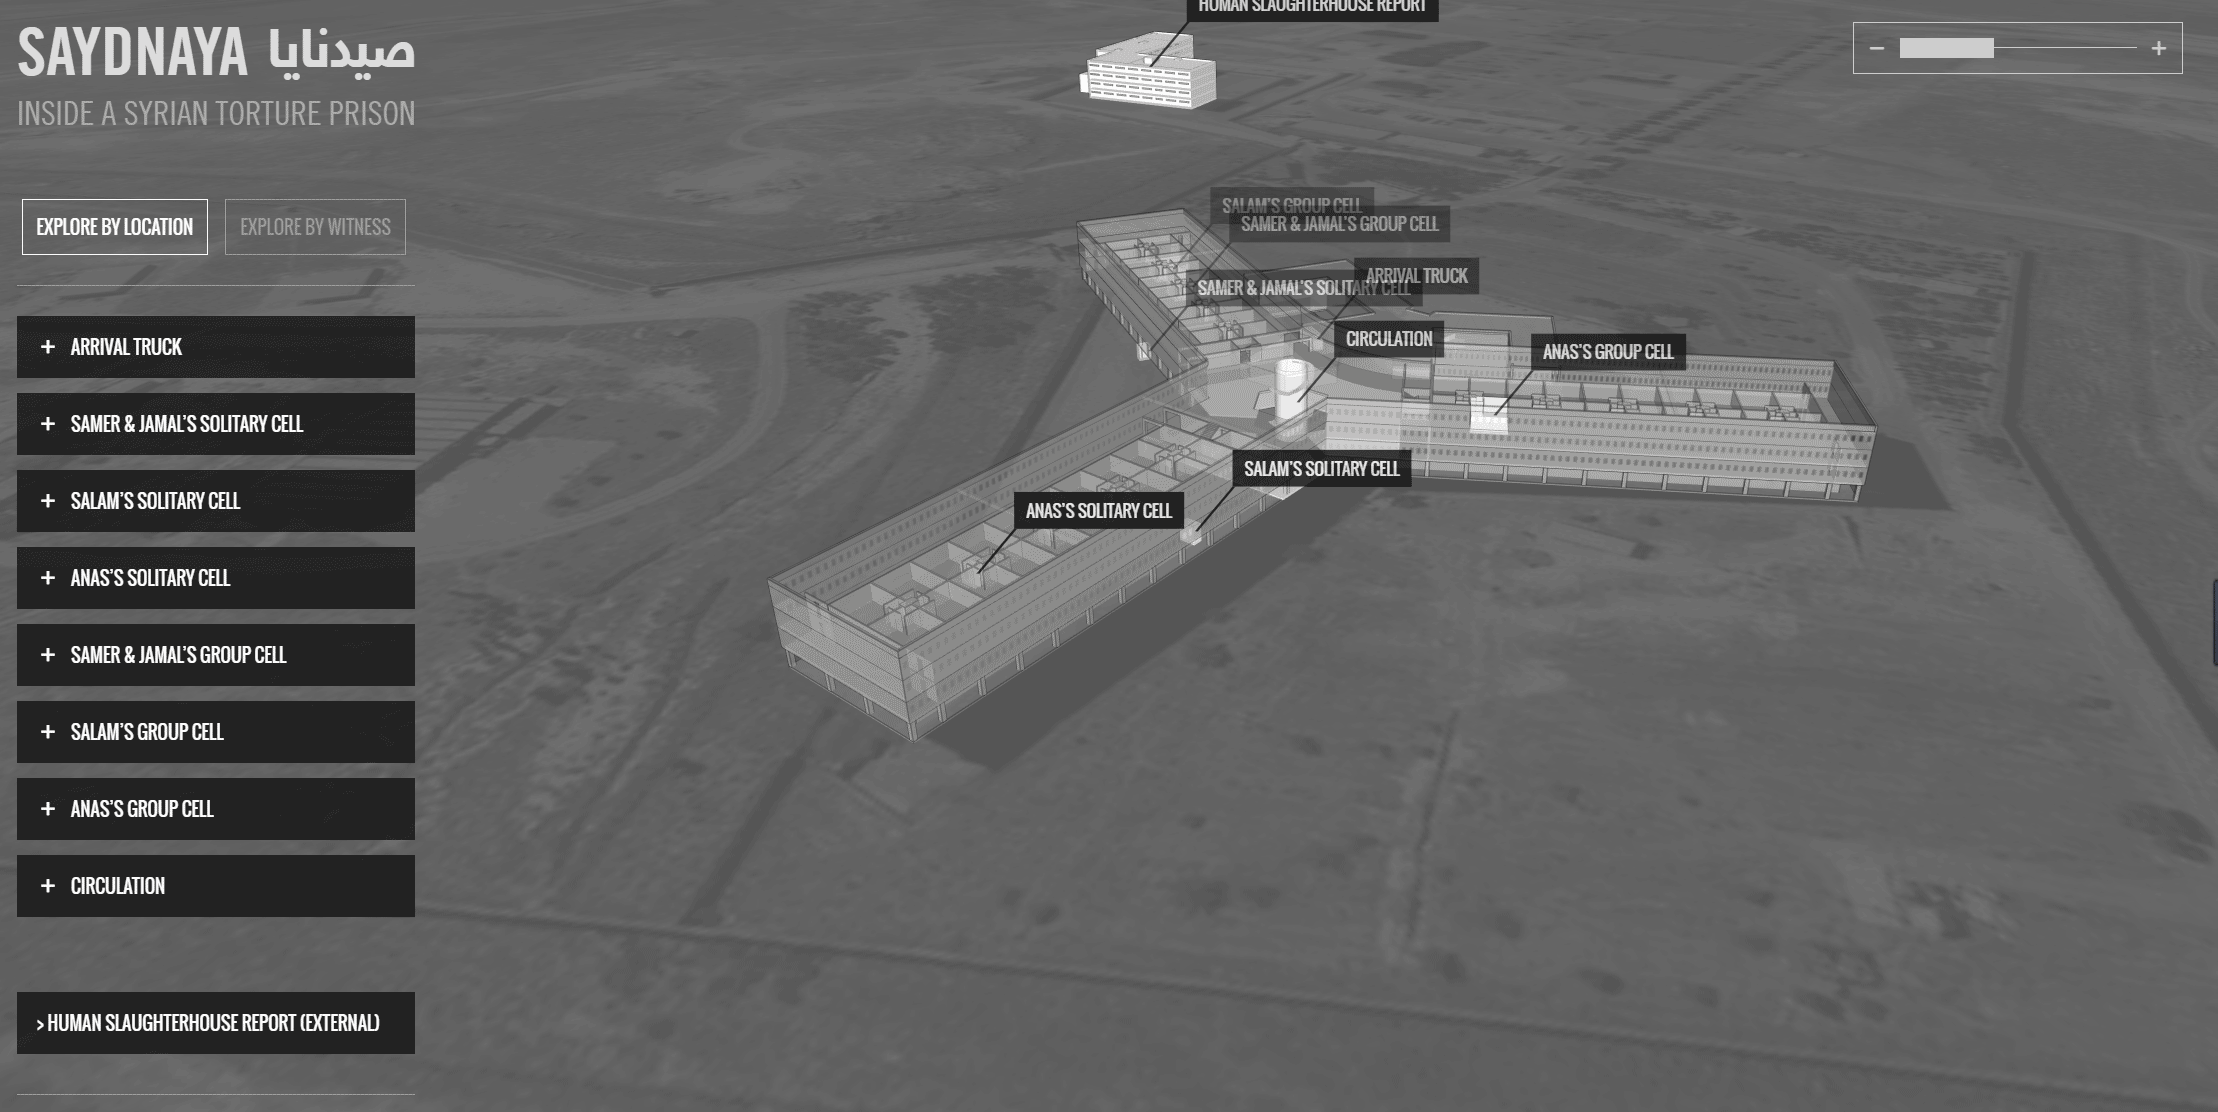 SAYDNAYA صيدنايا
INSIDE A SYRIAN TORTURE PRISON
EXPLORE BY LOCATION
EXPLORE BY WITNESS
+ ARRIVAL TRUCK
+ SAMER & JAMAL'S SOLITARY CELL
+ SALAM'S SOLITARY CELL
+ ANAS'S SOLITARY CELL
+ SAMER & JAMAL'S GROUP CELL
+ SALAM'S GROUP CELL
+ ANAS'S GROUP CELL
+ CIRCULATION
> HUMAN SLAUGHTERHOUSE REPORT (EXTERNAL)
HUMAN SLAUGHTERHOUSE REPORT
− +
SALAM'S GROUP CELL
SAMER & JAMAL'S GROUP CELL
ARRIVAL TRUCK
SAMER & JAMAL'S SOLITARY CELL
CIRCULATION
ANAS'S GROUP CELL
SALAM'S SOLITARY CELL
ANAS'S SOLITARY CELL